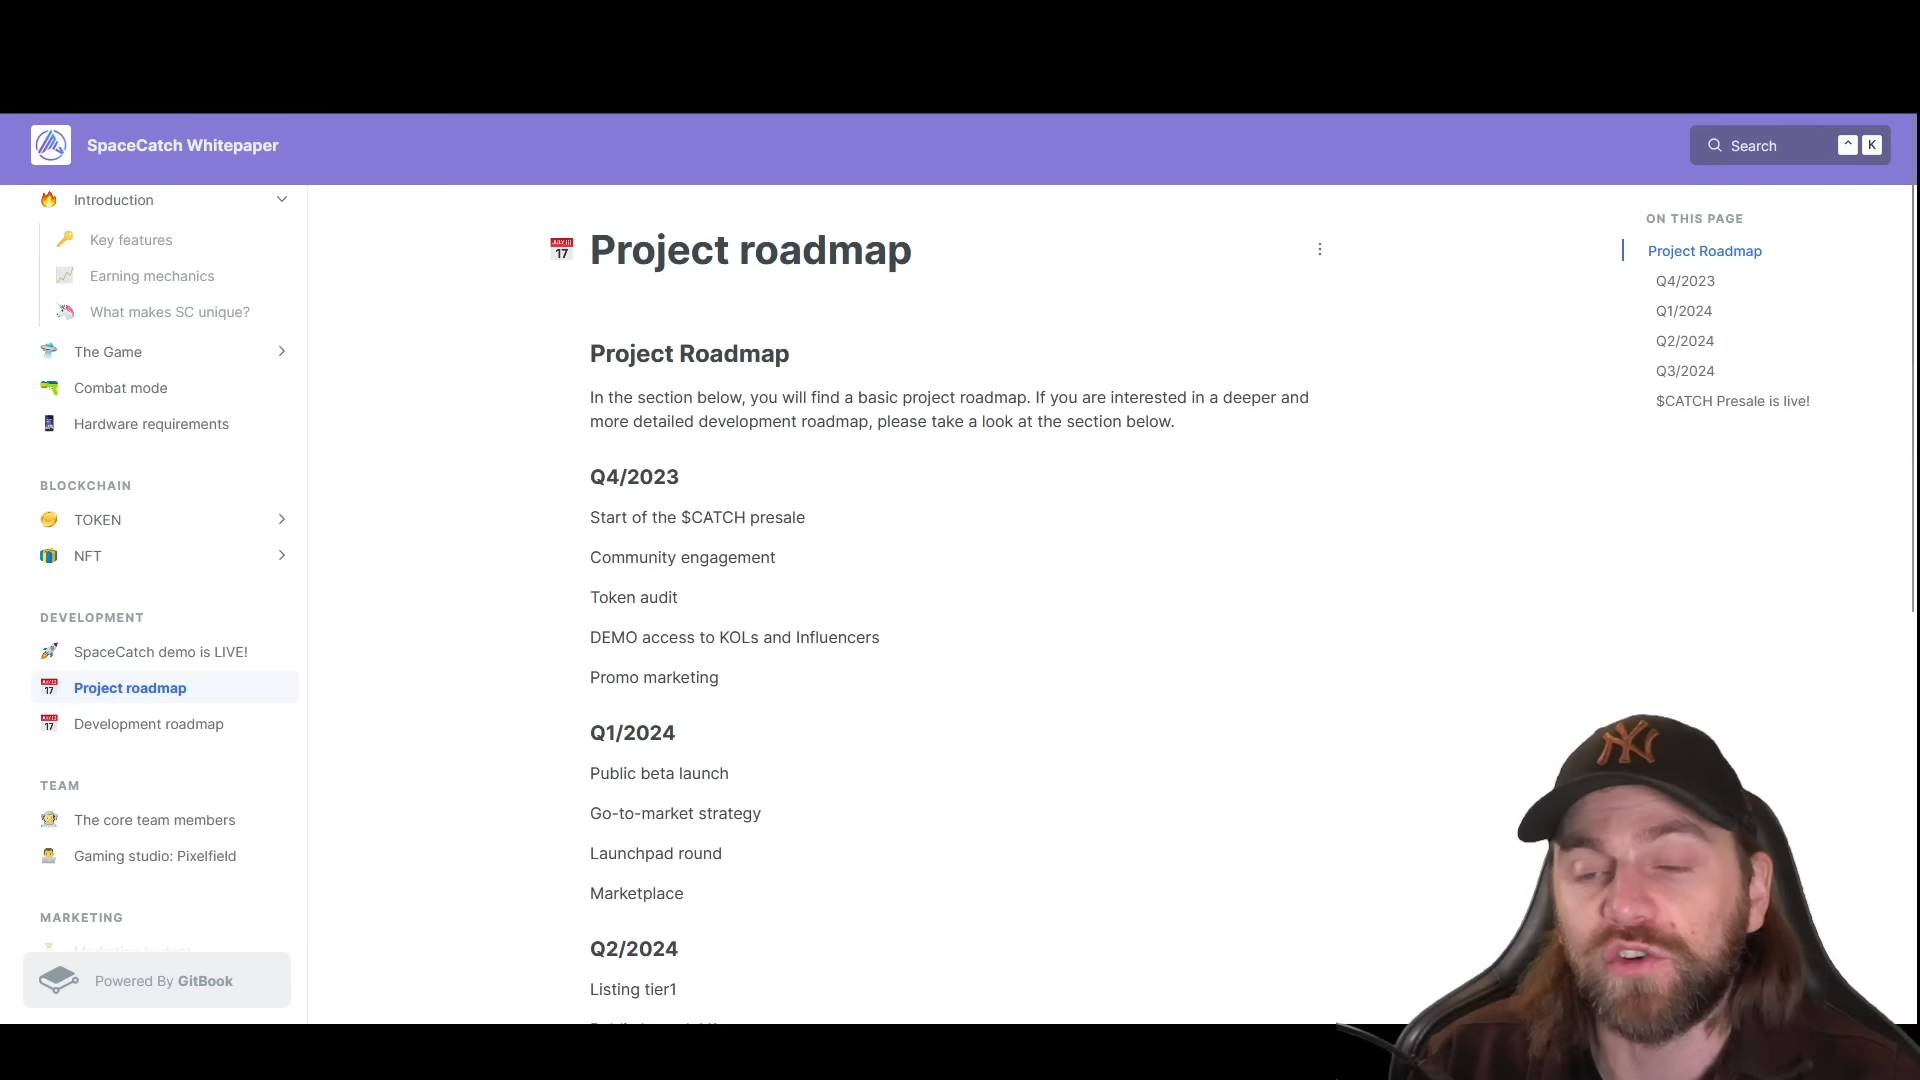 SpaceCatch Whitepaper
Search
^ K
Introduction
Key features
Earning mechanics
What makes SC unique?
The Game
Combat mode
Hardware requirements
BLOCKCHAIN
TOKEN
NFT
DEVELOPMENT
SpaceCatch demo is LIVE!
Project roadmap
Development roadmap
TEAM
The core team members
Gaming studio: Pixelfield
MARKETING
Powered By GitBook
JULY 17
Project roadmap
Project Roadmap
In the section below, you will find a basic project roadmap. If you are interested in a deeper and
more detailed development roadmap, please take a look at the section below.
Q4/2023
Start of the $CATCH presale
Community engagement
Token audit
DEMO access to KOLs and Influencers
Promo marketing
Q1/2024
Public beta launch
Go-to-market strategy
Launchpad round
Marketplace
Q2/2024
Listing tier1
ON THIS PAGE
Project Roadmap
Q4/2023
Q1/2024
Q2/2024
Q3/2024
$CATCH Presale is live!
NY